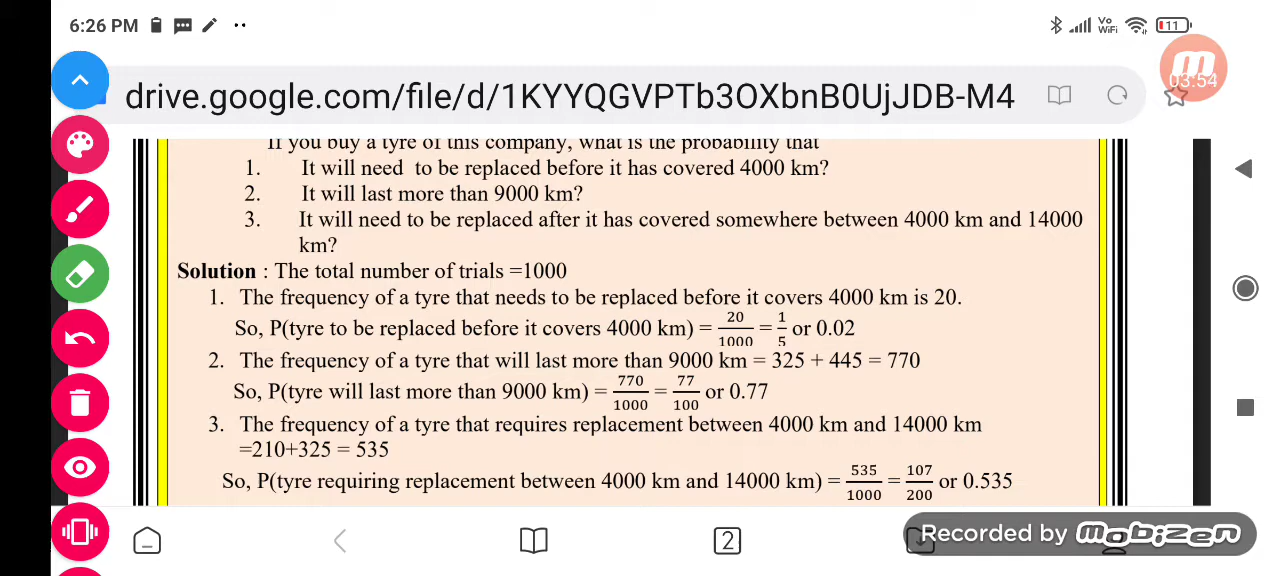 6:26 PM
Vo WiFi 11
drive.google.com/file/d/1KYYQGVPTb3OXbnB0UjJDB-M4
03:54
If you buy a tyre of this company, what is the probability that
1. It will need to be replaced before it has covered 4000 km?
2. It will last more than 9000 km?
3. It will need to be replaced after it has covered somewhere between 4000 km and 14000
km?
Solution : The total number of trials =1000
1. The frequency of a tyre that needs to be replaced before it covers 4000 km is 20.
So, P(tyre to be replaced before it covers 4000 km) = 20/1000 = 1/5 or 0.02
2. The frequency of a tyre that will last more than 9000 km = 325 + 445 = 770
So, P(tyre will last more than 9000 km) = 770/1000 = 77/100 or 0.77
3. The frequency of a tyre that requires replacement between 4000 km and 14000 km
=210+325 = 535
So, P(tyre requiring replacement between 4000 km and 14000 km) = 535/1000 = 107/200 or 0.535
2
Recorded by mobizen